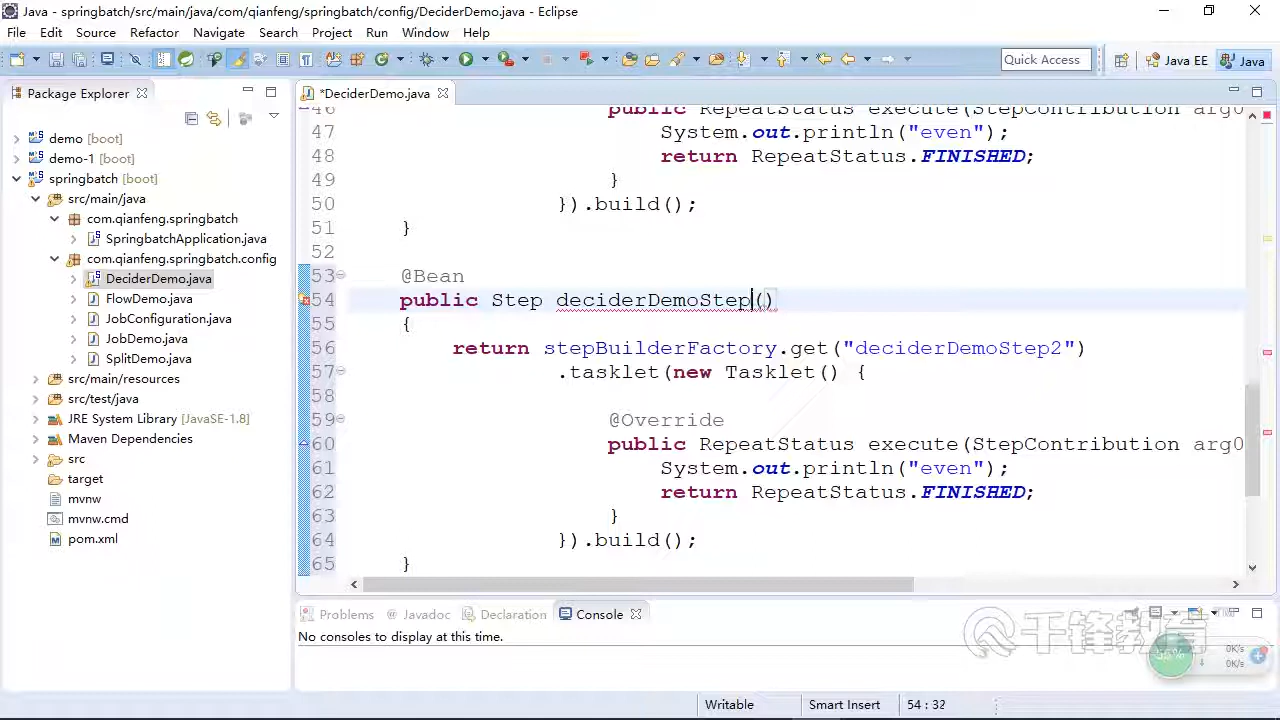 Java - springbatch/src/main/java/com/qianfeng/springbatch/config/DeciderDemo.java - Eclipse
File Edit Source Refactor Navigate Search Project Run Window Help
Quick Access
Java EE
Java
Package Explorer
*DeciderDemo.java
demo [boot]
demo-1 [boot]
springbatch [boot]
src/main/java
com.qianfeng.springbatch
SpringbatchApplication.java
com.qianfeng.springbatch.config
DeciderDemo.java
FlowDemo.java
JobConfiguration.java
JobDemo.java
SplitDemo.java
src/main/resources
src/test/java
JRE System Library [JavaSE-1.8]
Maven Dependencies
src
target
mvnw
mvnw.cmd
pom.xml
46 public RepeatStatus execute(StepContribution arg0
47 System.out.println("even");
48 return RepeatStatus.FINISHED;
49 }
50 }).build();
51 }
52
53 @Bean
54 public Step deciderDemoStep()
55 {
56 return stepBuilderFactory.get("deciderDemoStep2")
57 .tasklet(new Tasklet() {
58
59 @Override
60 public RepeatStatus execute(StepContribution arg0
61 System.out.println("even");
62 return RepeatStatus.FINISHED;
63 }
64 }).build();
65 }
Problems @ Javadoc Declaration Console
No consoles to display at this time.
千锋教育
0K/s
0K/s
Writable
Smart Insert
54 : 32